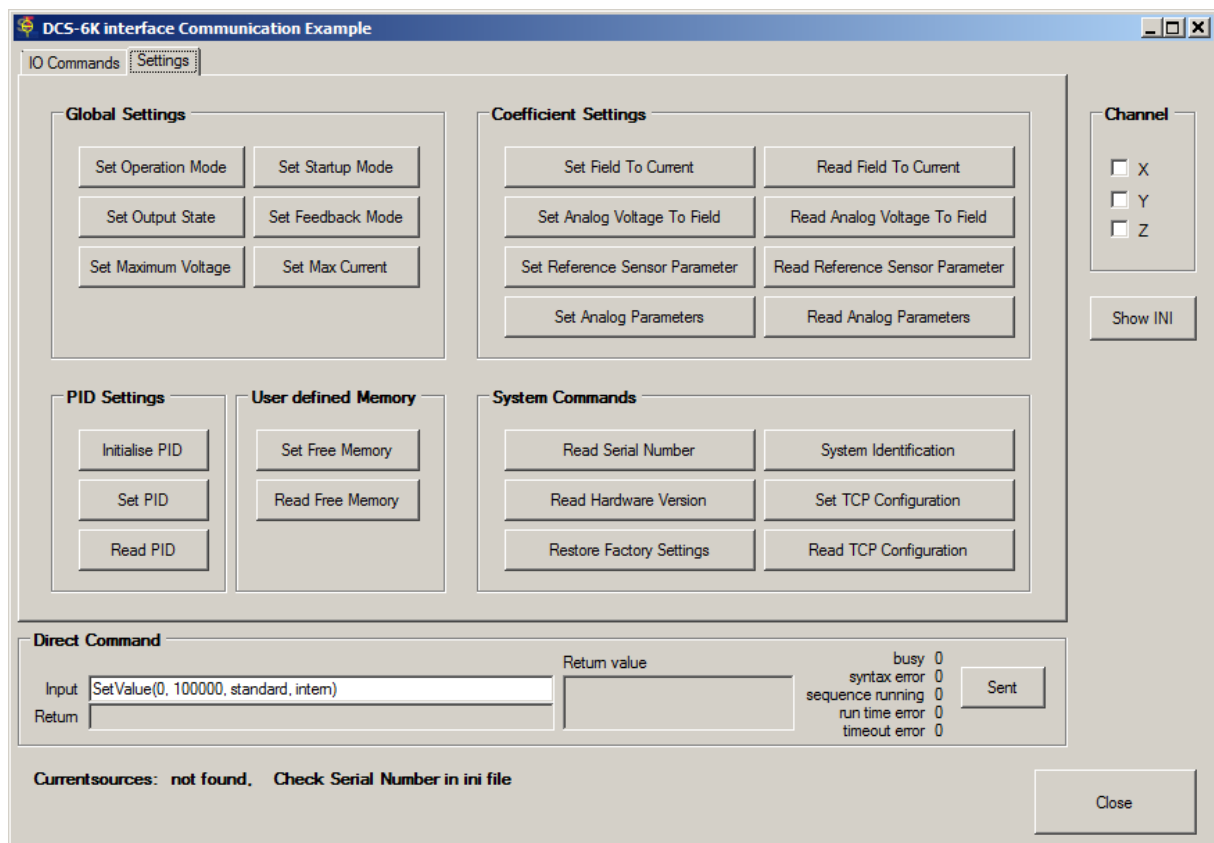 DCS-6K interface Communication Example
IO Commands Settings
Global Settings
Set Operation Mode Set Startup Mode
Set Output State Set Feedback Mode
Set Maximum Voltage Set Max Current
Coefficient Settings
Set Field To Current Read Field To Current
Set Analog Voltage To Field Read Analog Voltage To Field
Set Reference Sensor Parameter Read Reference Sensor Parameter
Set Analog Parameters Read Analog Parameters
Channel
X
Y
Z
Show INI
PID Settings
Initialise PID
Set PID
Read PID
User defined Memory
Set Free Memory
Read Free Memory
System Commands
Read Serial Number System Identification
Read Hardware Version Set TCP Configuration
Restore Factory Settings Read TCP Configuration
Direct Command
Input SetValue(0, 100000, standard, intern)
Return
Return value
busy 0
syntax error 0
sequence running 0
run time error 0
timeout error 0
Sent
Currentsources: not found, Check Serial Number in ini file
Close